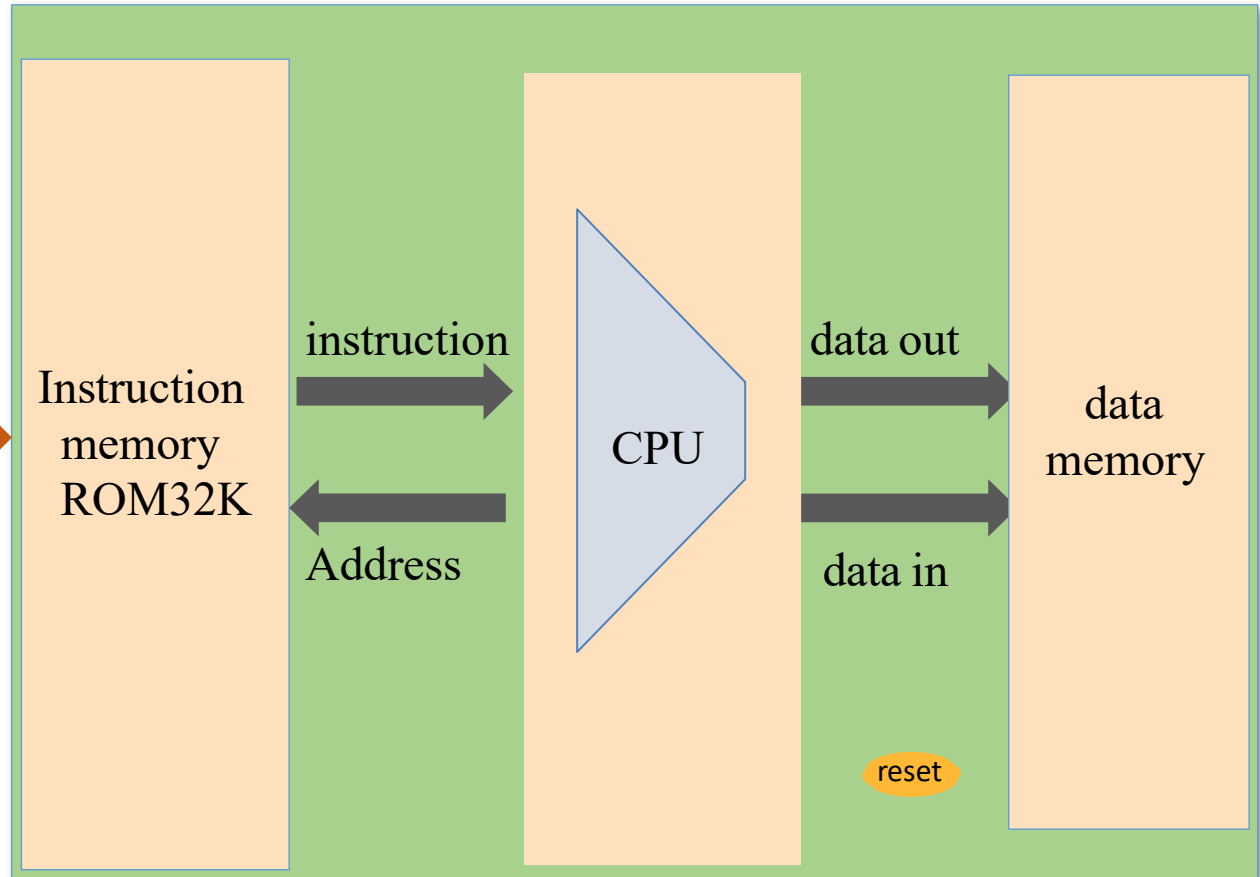 Instruction
memory
ROM32K
instruction
Address
CPU
data out
data in
data
memory
reset